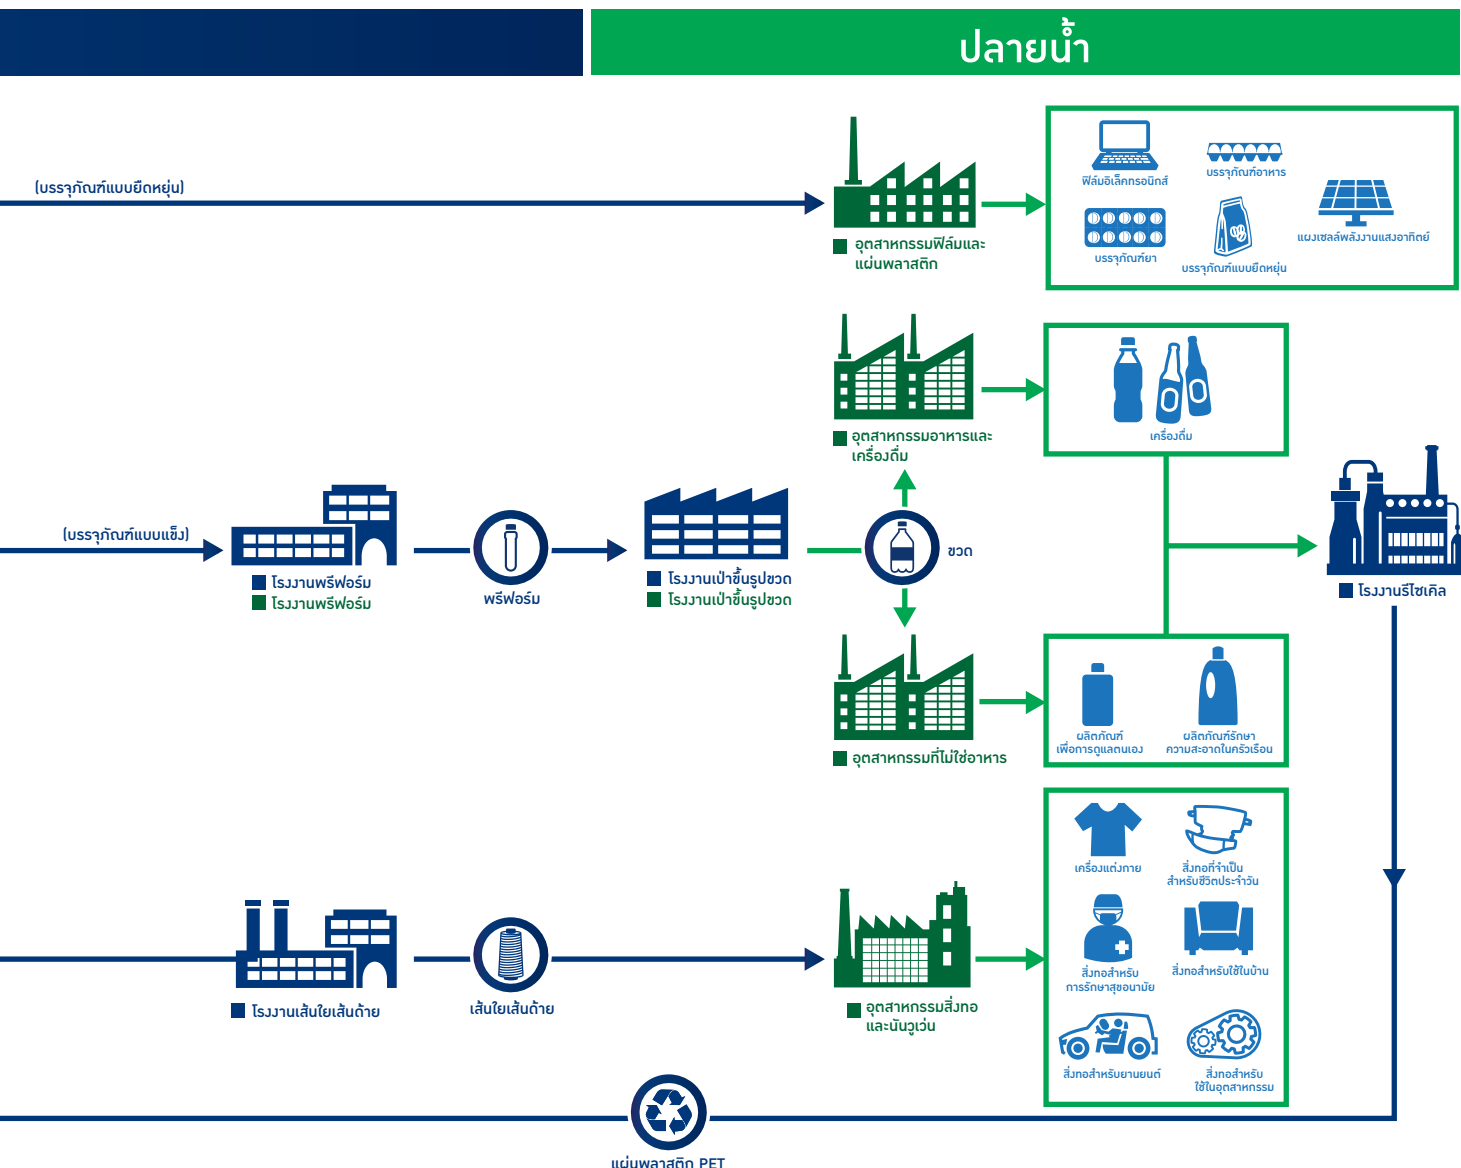 ปลายน้ำ
(บรรจุภัณฑ์แบบยืดหยุ่น)
อุตสาหกรรมฟิล์มและ
แผ่นพลาสติก
ฟิล์มอิเล็คทรอนิกส์
บรรจุภัณฑ์อาหาร
แผงเซลล์พลังงานแสงอาทิตย์
บรรจุภัณฑ์ยา
บรรจุภัณฑ์แบบยืดหยุ่น
อุตสาหกรรมอาหารและ
เครื่องดื่ม
เครื่องดื่ม
(บรรจุภัณฑ์แบบแข็ง)
โรงงานพรีฟอร์ม
โรงงานพรีฟอร์ม
พรีฟอร์ม
โรงงานเป่าขึ้นรูปขวด
โรงงานเป่าขึ้นรูปขวด
ขวด
โรงงานรีไซเคิล
อุตสาหกรรมที่ไม่ใช่อาหาร
ผลิตภัณฑ์
เพื่อการดูแลตนเอง
ผลิตภัณฑ์รักษา
ความสะอาดในครัวเรือน
โรงงานเส้นใยเส้นด้าย
เส้นใยเส้นด้าย
อุตสาหกรรมสิ่งทอ
และนันวูเว่น
เครื่องแต่งกาย
สิ่งทอที่จำเป็น
สำหรับชีวิตประจำวัน
สิ่งทอสำหรับ
การรักษาสุขอนามัย
สิ่งทอสำหรับใช้ในบ้าน
สิ่งทอสำหรับยานยนต์
สิ่งทอสำหรับ
ใช้ในอุตสาหกรรม
แผ่นพลาสติก PET